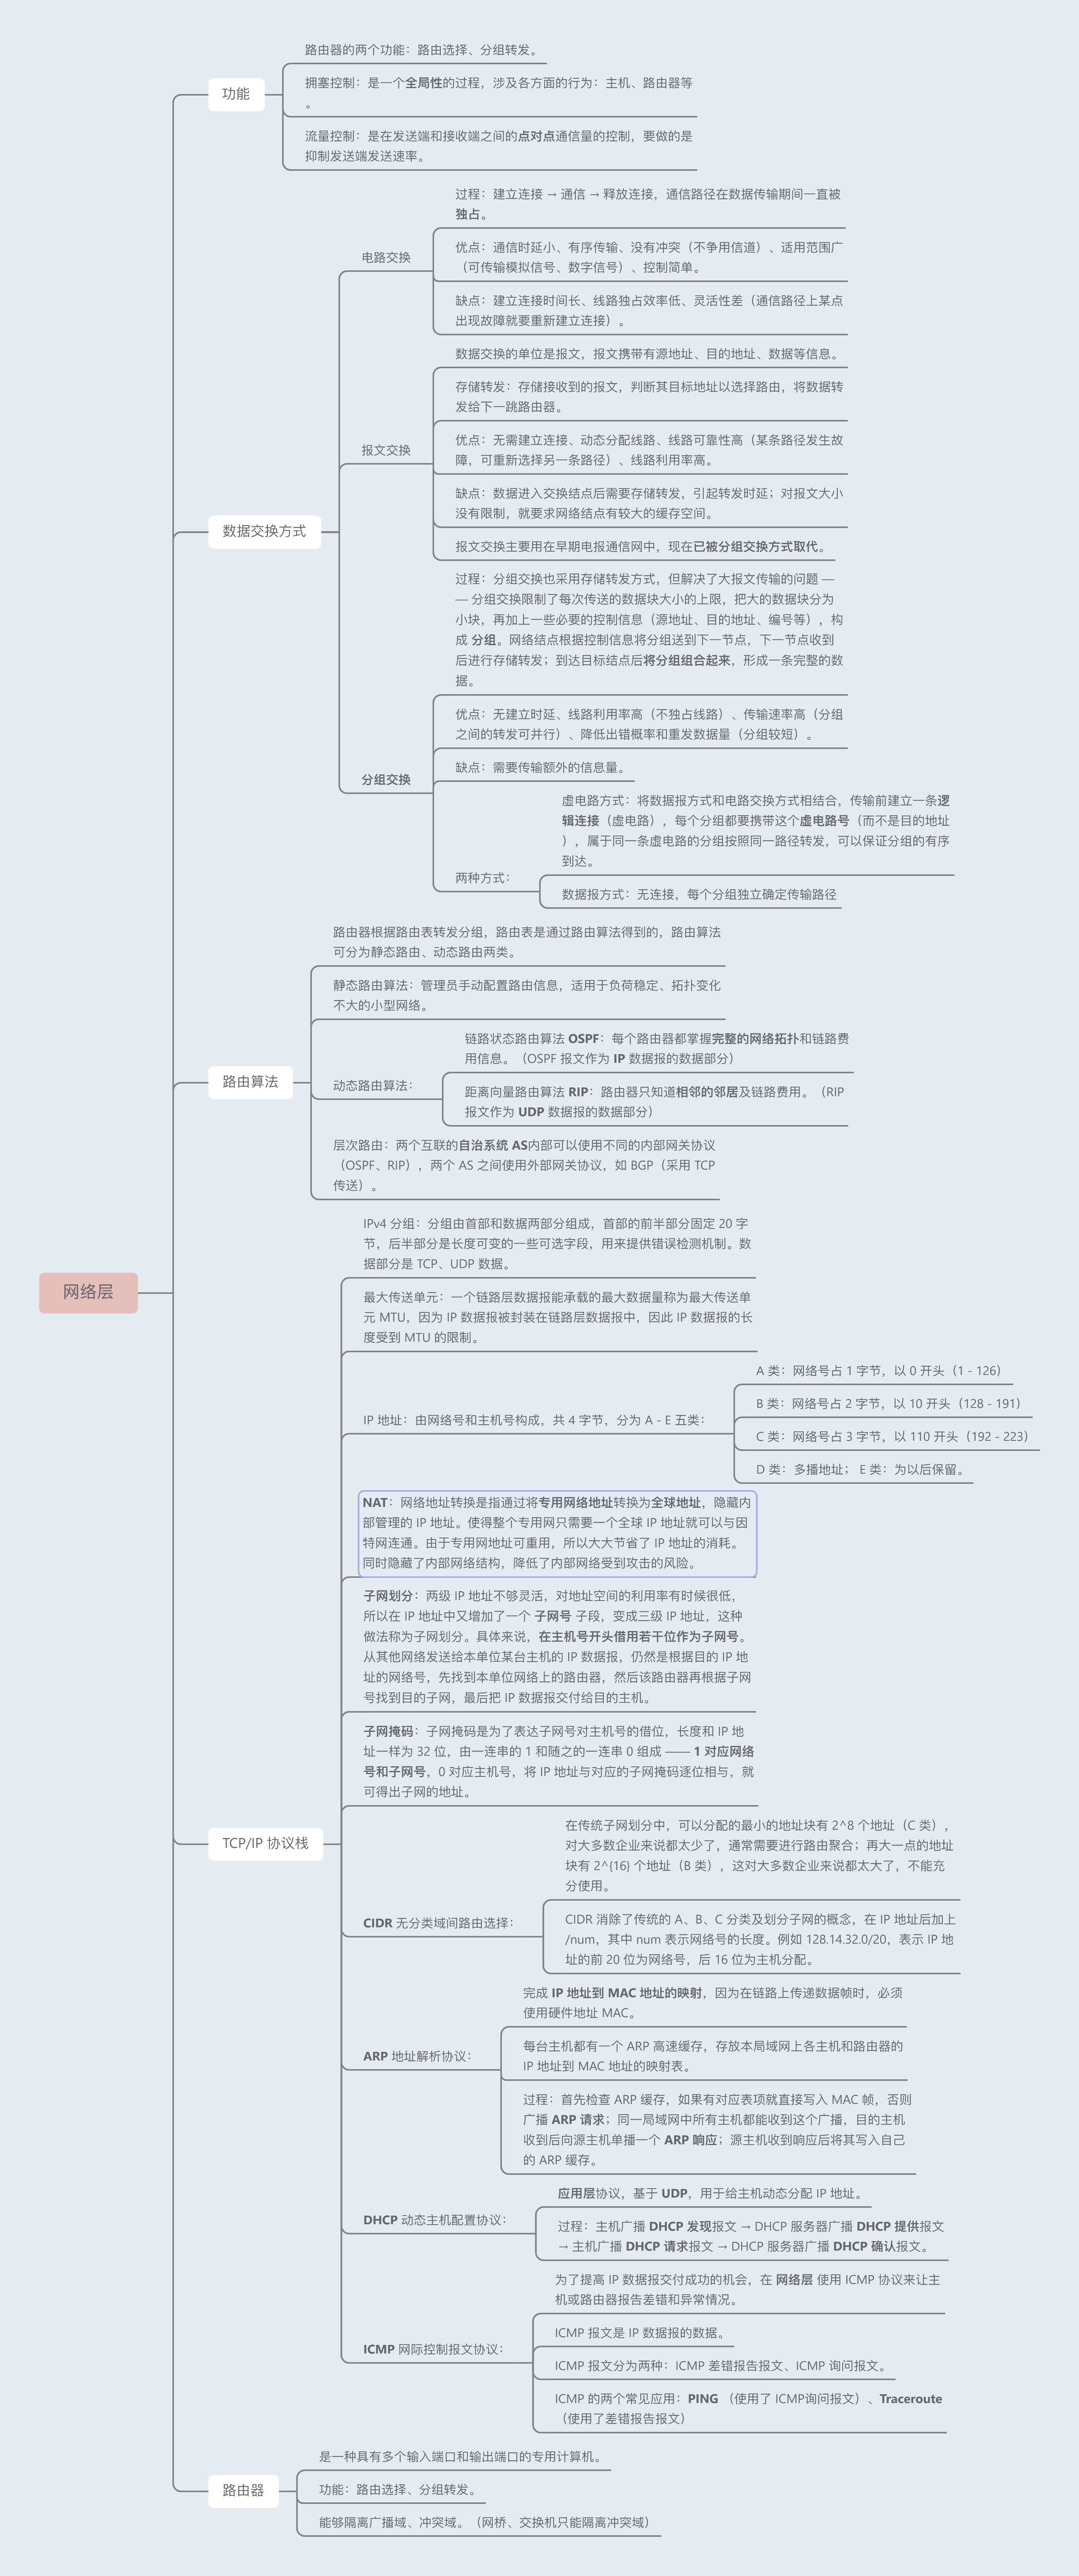 网络层
功能
路由器的两个功能：路由选择、分组转发。
拥塞控制：是一个全局性的过程，涉及各方面的行为：主机、路由器等
。
流量控制：是在发送端和接收端之间的点对点通信量的控制，要做的是
抑制发送端发送速率。
数据交换方式
电路交换
过程：建立连接 → 通信 → 释放连接，通信路径在数据传输期间一直被
独占。
优点：通信时延小、有序传输、没有冲突（不争用信道）、适用范围广
（可传输模拟信号、数字信号）、控制简单。
缺点：建立连接时间长、线路独占效率低、灵活性差（通信路径上某点
出现故障就要重新建立连接）。
报文交换
数据交换的单位是报文，报文携带有源地址、目的地址、数据等信息。
存储转发：存储接收到的报文，判断其目标地址以选择路由，将数据转
发给下一跳路由器。
优点：无需建立连接、动态分配线路、线路可靠性高（某条路径发生故
障，可重新选择另一条路径）、线路利用率高。
缺点：数据进入交换结点后需要存储转发，引起转发时延；对报文大小
没有限制，就要求网络结点有较大的缓存空间。
报文交换主要用在早期电报通信网中，现在已被分组交换方式取代。
分组交换
过程：分组交换也采用存储转发方式，但解决了大报文传输的问题 —
— 分组交换限制了每次传送的数据块大小的上限，把大的数据块分为
小块，再加上一些必要的控制信息（源地址、目的地址、编号等），构
成 分组。网络结点根据控制信息将分组送到下一节点，下一节点收到
后进行存储转发；到达目标结点后将分组组合起来，形成一条完整的数
据。
优点：无建立时延、线路利用率高（不独占线路）、传输速率高（分组
之间的转发可并行）、降低出错概率和重发数据量（分组较短）。
缺点：需要传输额外的信息量。
两种方式：
虚电路方式：将数据报方式和电路交换方式相结合，传输前建立一条逻
辑连接（虚电路），每个分组都要携带这个虚电路号（而不是目的地址
），属于同一条虚电路的分组按照同一路径转发，可以保证分组的有序
到达。
数据报方式：无连接，每个分组独立确定传输路径
路由算法
路由器根据路由表转发分组，路由表是通过路由算法得到的，路由算法
可分为静态路由、动态路由两类。
静态路由算法：管理员手动配置路由信息，适用于负荷稳定、拓扑变化
不大的小型网络。
动态路由算法：
链路状态路由算法 OSPF：每个路由器都掌握完整的网络拓扑和链路费
用信息。（OSPF 报文作为 IP 数据报的数据部分）
距离向量路由算法 RIP：路由器只知道相邻的邻居及链路费用。（RIP
报文作为 UDP 数据报的数据部分）
层次路由：两个互联的自治系统 AS内部可以使用不同的内部网关协议
（OSPF、RIP），两个 AS 之间使用外部网关协议，如 BGP（采用 TCP
传送）。
TCP/IP 协议栈
IPv4 分组：分组由首部和数据两部分组成，首部的前半部分固定 20 字
节，后半部分是长度可变的一些可选字段，用来提供错误检测机制。数
据部分是 TCP、UDP 数据。
最大传送单元：一个链路层数据报能承载的最大数据量称为最大传送单
元 MTU，因为 IP 数据报被封装在链路层数据报中，因此 IP 数据报的长
度受到 MTU 的限制。
IP 地址：由网络号和主机号构成，共 4 字节，分为 A - E 五类：
A 类：网络号占 1 字节，以 0 开头（1 - 126）
B 类：网络号占 2 字节，以 10 开头（128 - 191）
C 类：网络号占 3 字节，以 110 开头（192 - 223）
D 类：多播地址； E 类：为以后保留。
NAT：网络地址转换是指通过将专用网络地址转换为全球地址，隐藏内
部管理的 IP 地址。使得整个专用网只需要一个全球 IP 地址就可以与因
特网连通。由于专用网地址可重用，所以大大节省了 IP 地址的消耗。
同时隐藏了内部网络结构，降低了内部网络受到攻击的风险。
子网划分：两级 IP 地址不够灵活，对地址空间的利用率有时候很低，
所以在 IP 地址中又增加了一个 子网号 子段，变成三级 IP 地址，这种
做法称为子网划分。具体来说，在主机号开头借用若干位作为子网号。
从其他网络发送给本单位某台主机的 IP 数据报，仍然是根据目的 IP 地
址的网络号，先找到本单位网络上的路由器，然后该路由器再根据子网
号找到目的子网，最后把 IP 数据报交付给目的主机。
子网掩码：子网掩码是为了表达子网号对主机号的借位，长度和 IP 地
址一样为 32 位，由一连串的 1 和随之的一连串 0 组成 —— 1 对应网络
号和子网号，0 对应主机号，将 IP 地址与对应的子网掩码逐位相与，就
可得出子网的地址。
CIDR 无分类域间路由选择：
在传统子网划分中，可以分配的最小的地址块有 2^8 个地址（C 类），
对大多数企业来说都太少了，通常需要进行路由聚合；再大一点的地址
块有 2^{16} 个地址（B 类），这对大多数企业来说都太大了，不能充
分使用。
CIDR 消除了传统的 A、B、C 分类及划分子网的概念，在 IP 地址后加上
/num，其中 num 表示网络号的长度。例如 128.14.32.0/20，表示 IP 地
址的前 20 位为网络号，后 16 位为主机分配。
ARP 地址解析协议：
完成 IP 地址到 MAC 地址的映射，因为在链路上传递数据帧时，必须
使用硬件地址 MAC。
每台主机都有一个 ARP 高速缓存，存放本局域网上各主机和路由器的
IP 地址到 MAC 地址的映射表。
过程：首先检查 ARP 缓存，如果有对应表项就直接写入 MAC 帧，否则
广播 ARP 请求；同一局域网中所有主机都能收到这个广播，目的主机
收到后向源主机单播一个 ARP 响应；源主机收到响应后将其写入自己
的 ARP 缓存。
DHCP 动态主机配置协议：
应用层协议，基于 UDP，用于给主机动态分配 IP 地址。
过程：主机广播 DHCP 发现报文 → DHCP 服务器广播 DHCP 提供报文
→ 主机广播 DHCP 请求报文 → DHCP 服务器广播 DHCP 确认报文。
ICMP 网际控制报文协议：
为了提高 IP 数据报交付成功的机会，在 网络层 使用 ICMP 协议来让主
机或路由器报告差错和异常情况。
ICMP 报文是 IP 数据报的数据。
ICMP 报文分为两种：ICMP 差错报告报文、ICMP 询问报文。
ICMP 的两个常见应用：PING （使用了 ICMP询问报文）、Traceroute
（使用了差错报告报文）
路由器
是一种具有多个输入端口和输出端口的专用计算机。
功能：路由选择、分组转发。
能够隔离广播域、冲突域。（网桥、交换机只能隔离冲突域）